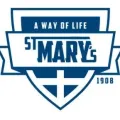 A WAY OF LIFE
ST
MARY's
1908